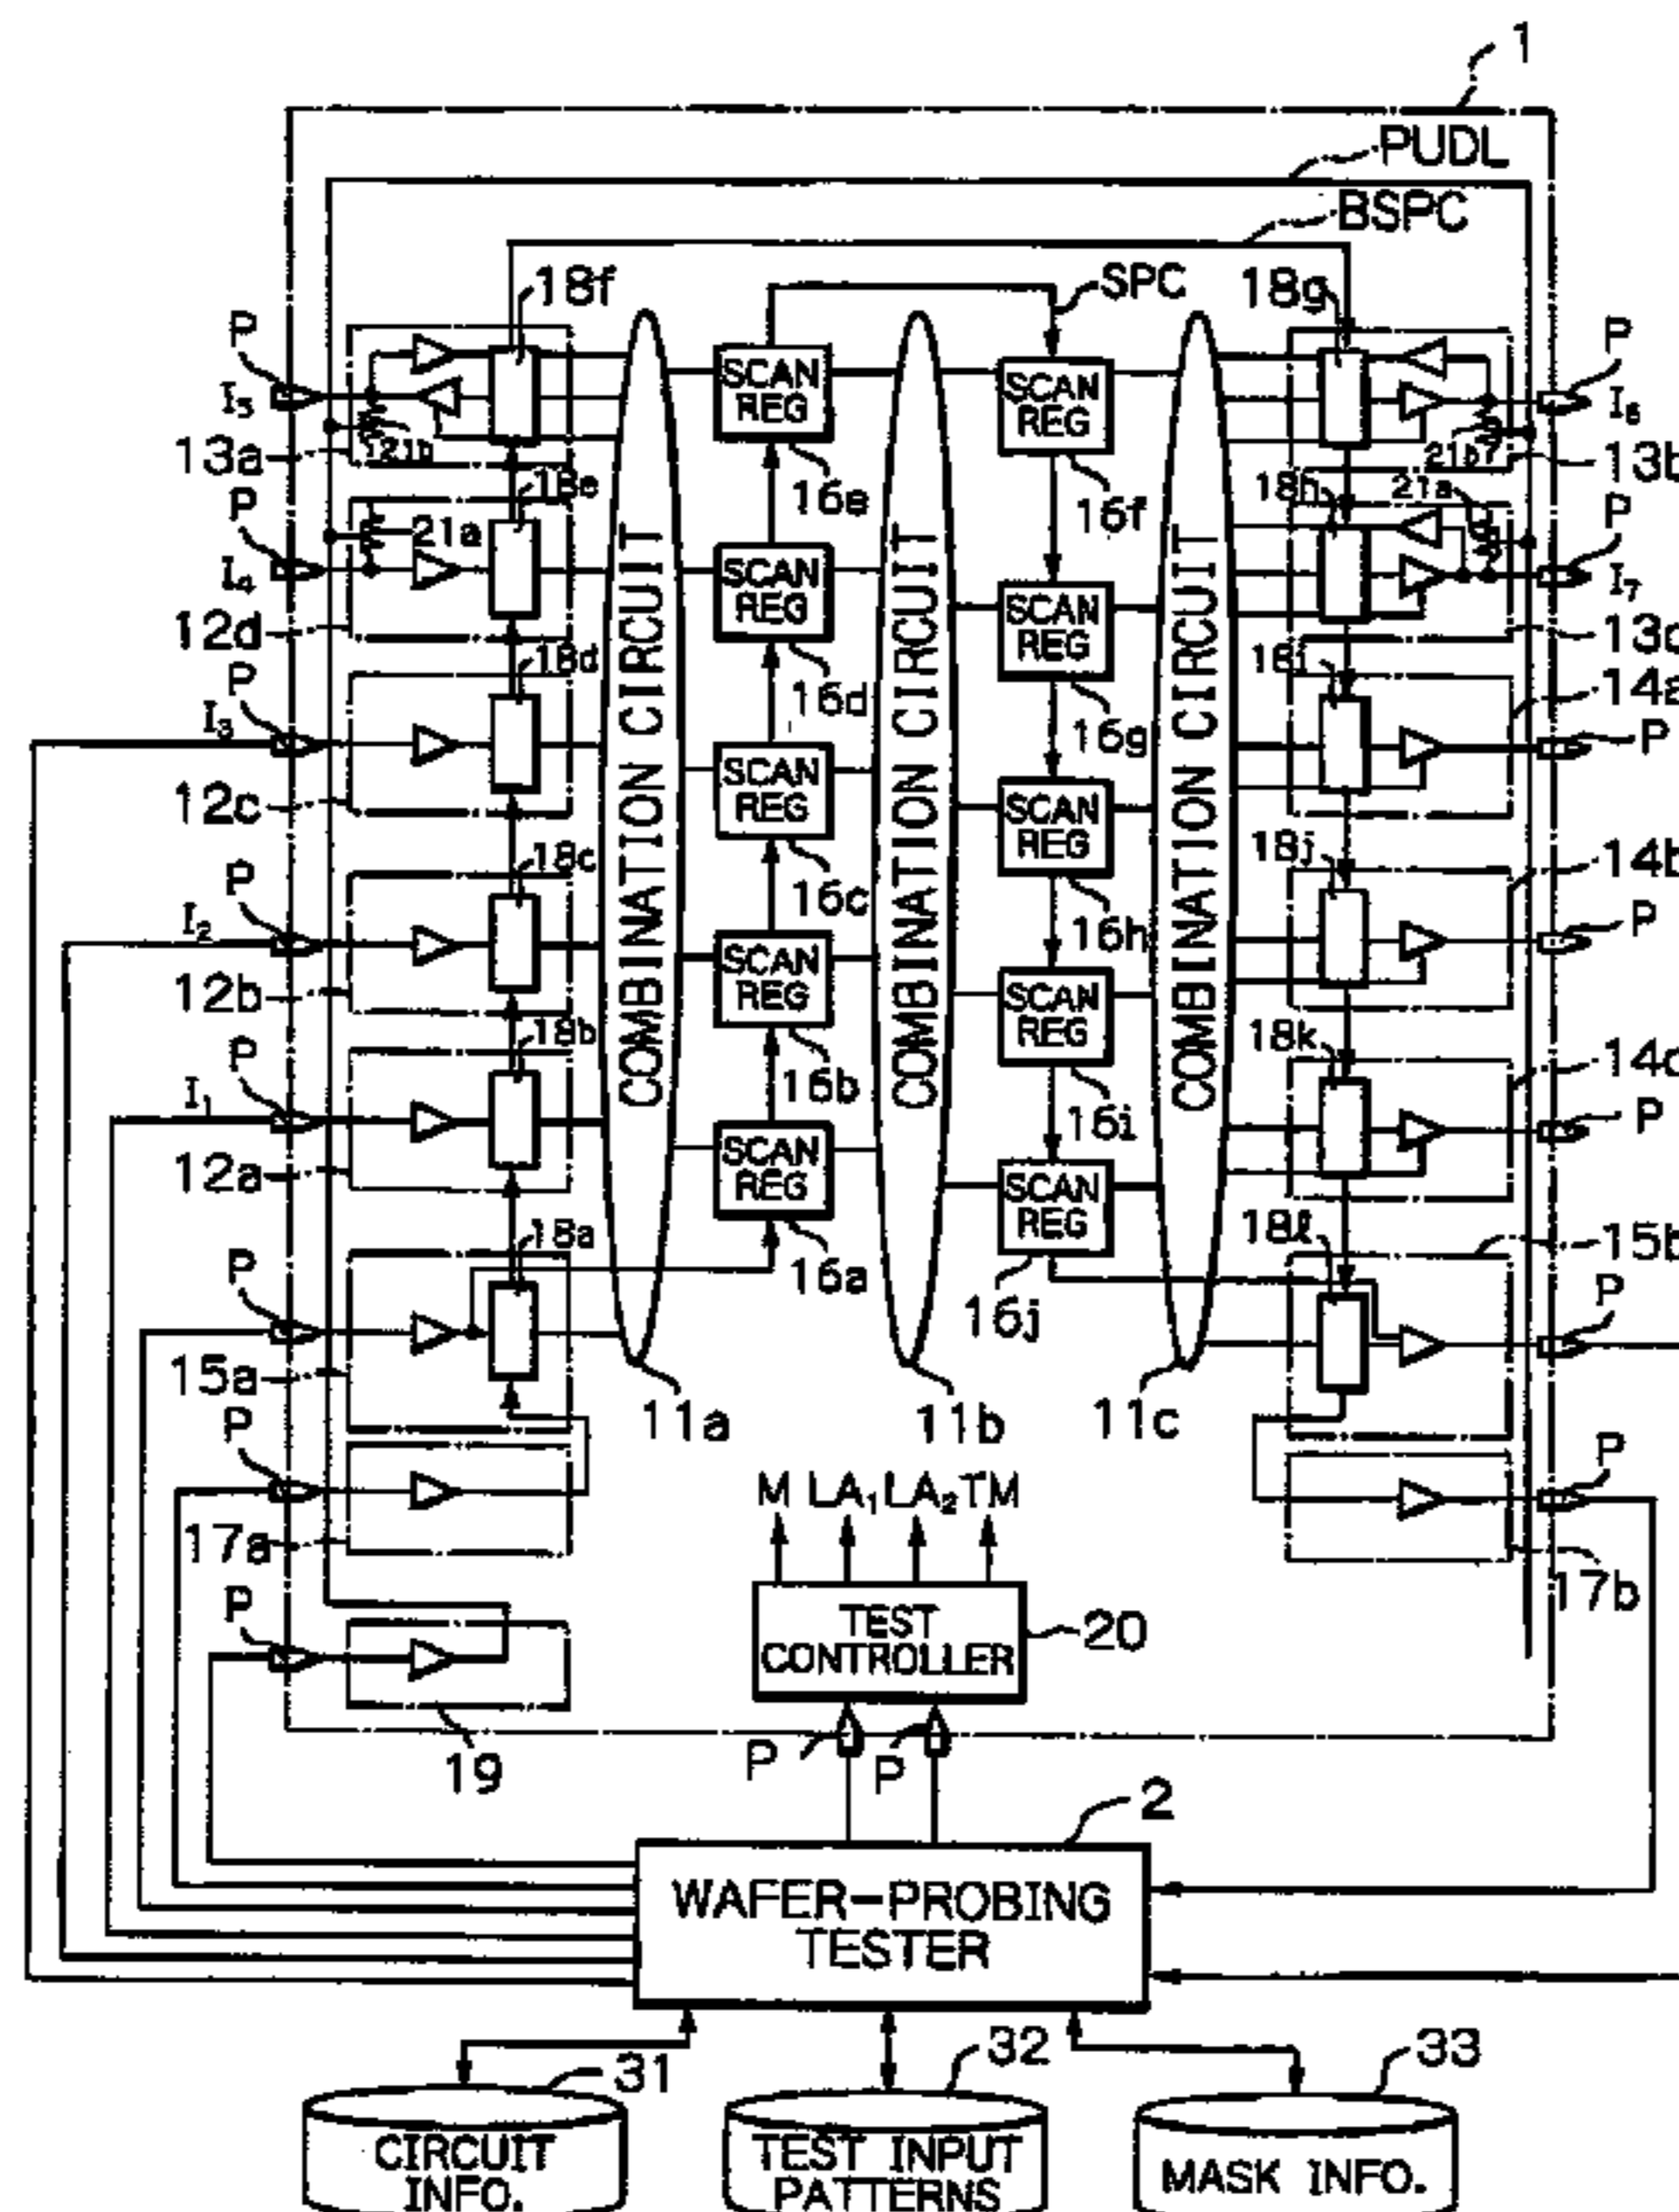 1
PUDL
BSPC
18f
SPC
18g
P
P
I5
SCAN REG
SCAN REG
I6
21b
13a
16e
16f
21b
13b
P
18e
18h
21a
P
21a
I4
SCAN REG
SCAN REG
I7
12d
18d
16d
18i
13c
P
14a
I3
SCAN REG
16g
P
12c
SCAN REG
18c
16c
18j
14b
P
16h
I2
SCAN REG
P
12b
SCAN REG
18b
16b
18k
14c
P
I1
16i
P
12a
SCAN REG
SCAN REG
18a
16a
18ℓ
15b
P
16j
P
COMBINATION CIRCUIT
COMBINATION CIRCUIT
COMBINATION CIRCUIT
15a
11a
11b
11c
P
P
M LA1 LA2 TM
17a
17b
P
TEST
CONTROLLER
20
19
P
P
2
WAFER-PROBING
TESTER
31
32
33
CIRCUIT
INFO.
TEST INPUT
PATTERNS
MASK INFO.